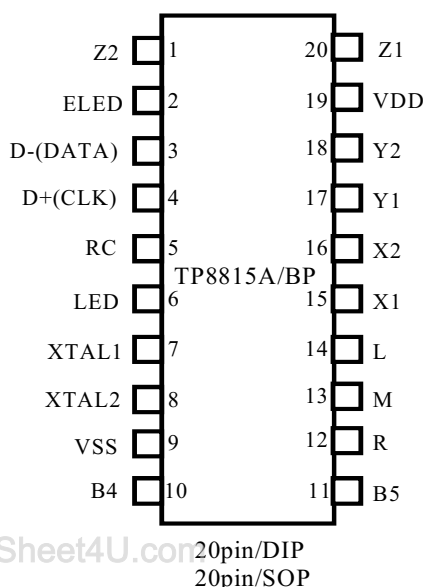 Z2 1 20 Z1
ELED 2 19 VDD
D-(DATA) 3 18 Y2
D+(CLK) 4 17 Y1
RC 5 16 X2
TP8815A/BP
LED 6 15 X1
XTAL1 7 14 L
XTAL2 8 13 M
VSS 9 12 R
B4 10 11 B5
Sheet4U.com
20pin/DIP
20pin/SOP